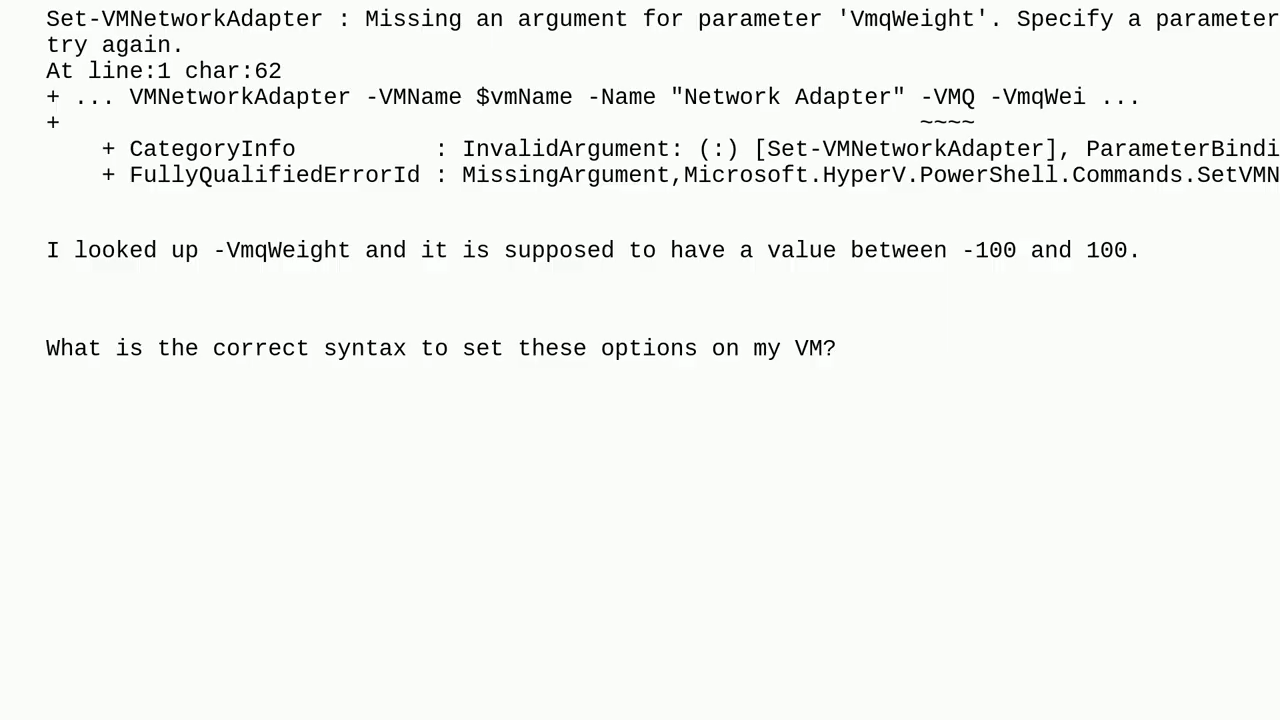 Set-VMNetworkAdapter : Missing an argument for parameter 'VmqWeight'. Specify a parameter
try again.
At line:1 char:62
+ ... VMNetworkAdapter -VMName $vmName -Name "Network Adapter" -VMQ -VmqWei ...
+                                                               ~~~~
    + CategoryInfo          : InvalidArgument: (:) [Set-VMNetworkAdapter], ParameterBindi
    + FullyQualifiedErrorId : MissingArgument,Microsoft.HyperV.PowerShell.Commands.SetVMN
I looked up -VmqWeight and it is supposed to have a value between -100 and 100.
What is the correct syntax to set these options on my VM?